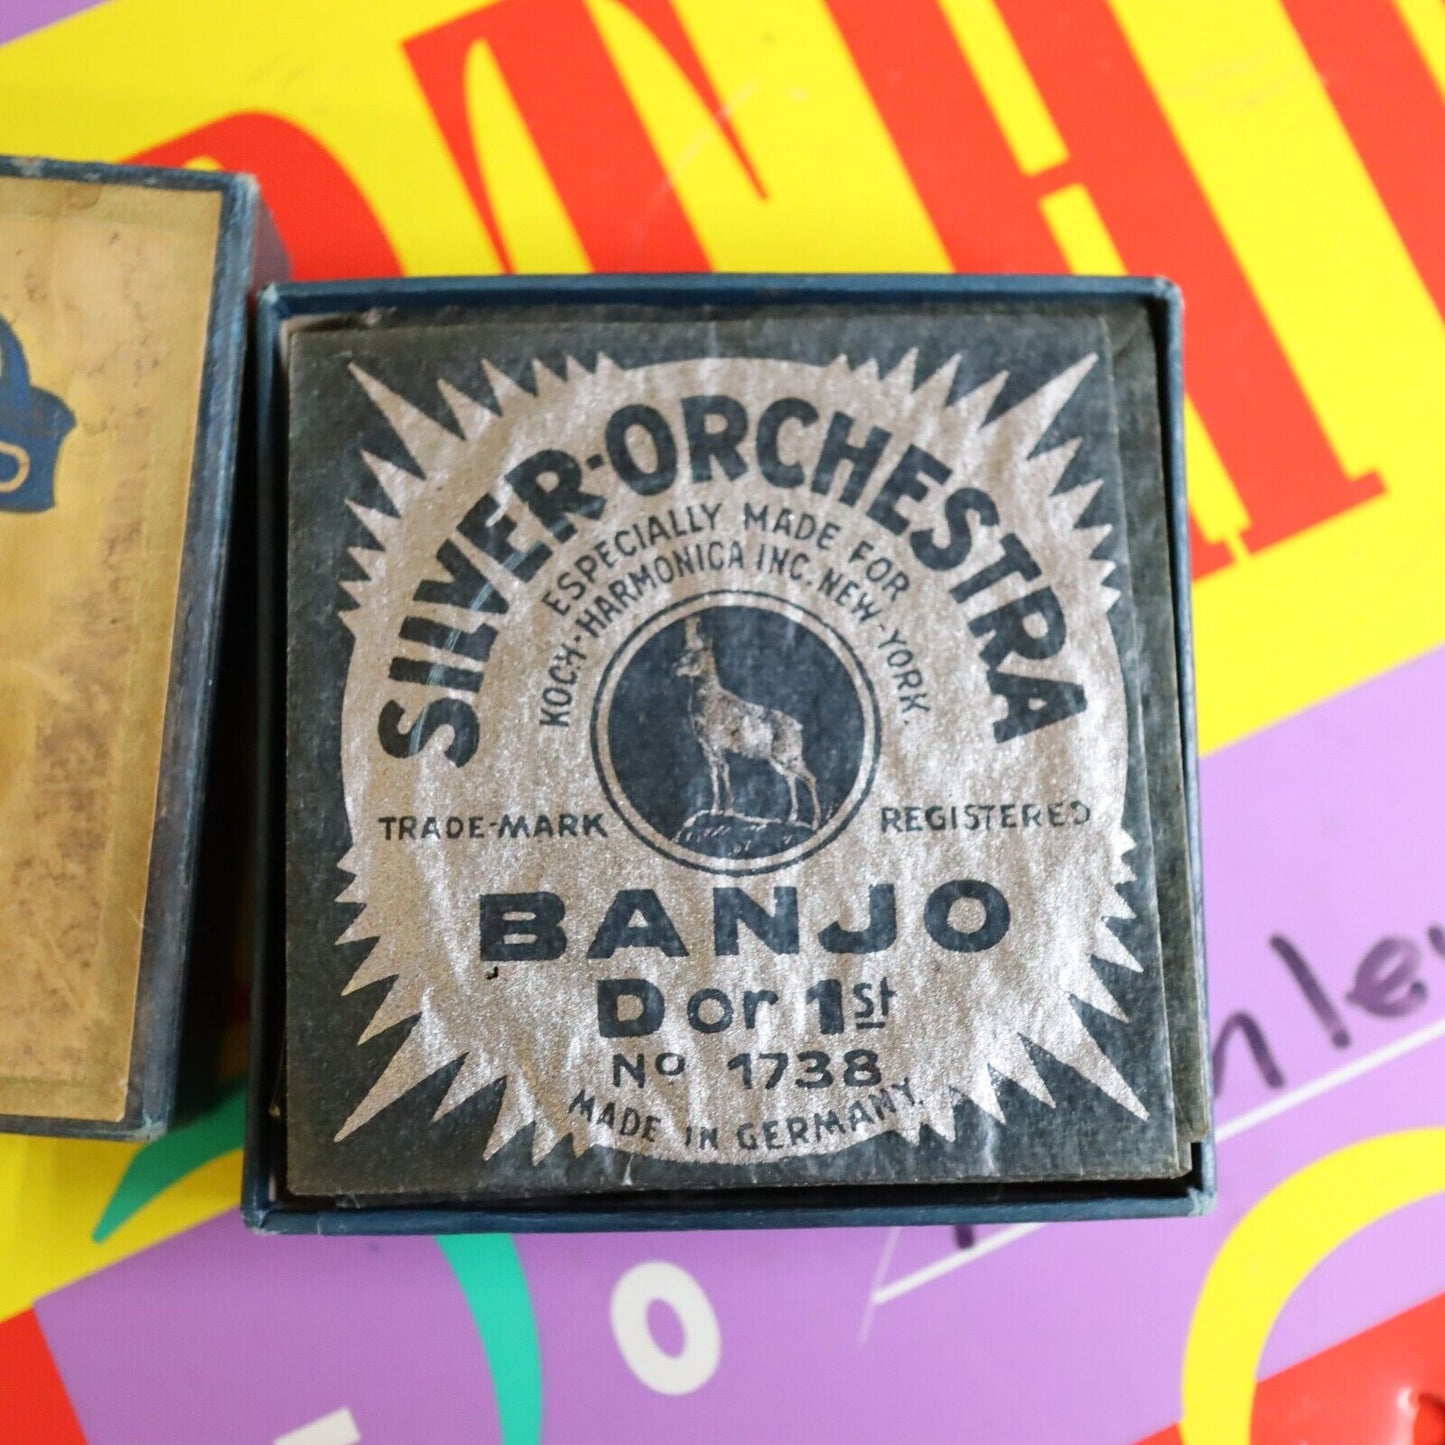 SILVER-ORCHESTRA
ESPECIALLY MADE FOR
KOCH-HARMONICA INC. NEW-YORK.
TRADE-MARK REGISTERED
BANJO
D or 1st
No 1738
MADE IN GERMANY.